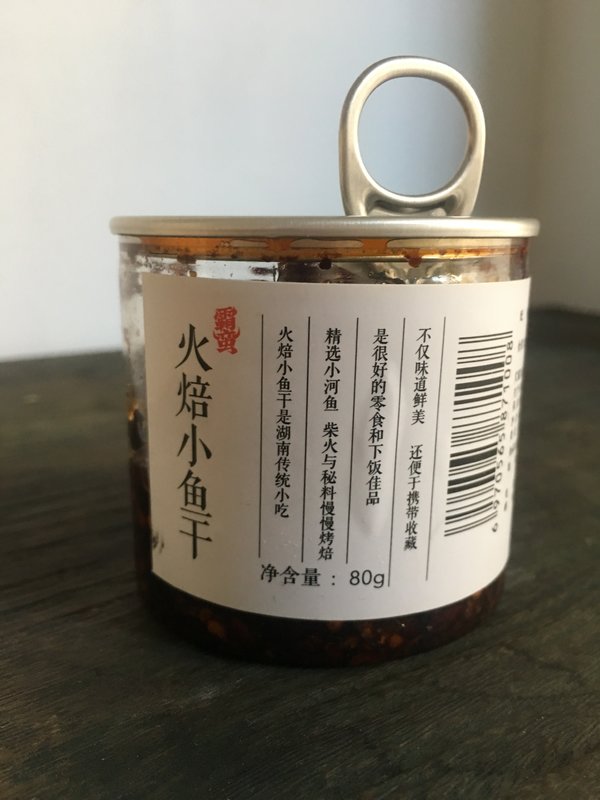 霸蛮
火焙小鱼干
火焙小鱼干是湖南传统小吃
精选小河鱼 柴火与秘料慢慢烤焙
是很好的零食和下饭佳品
不仅味道鲜美 还便于携带收藏
净含量：80g
6970565871008